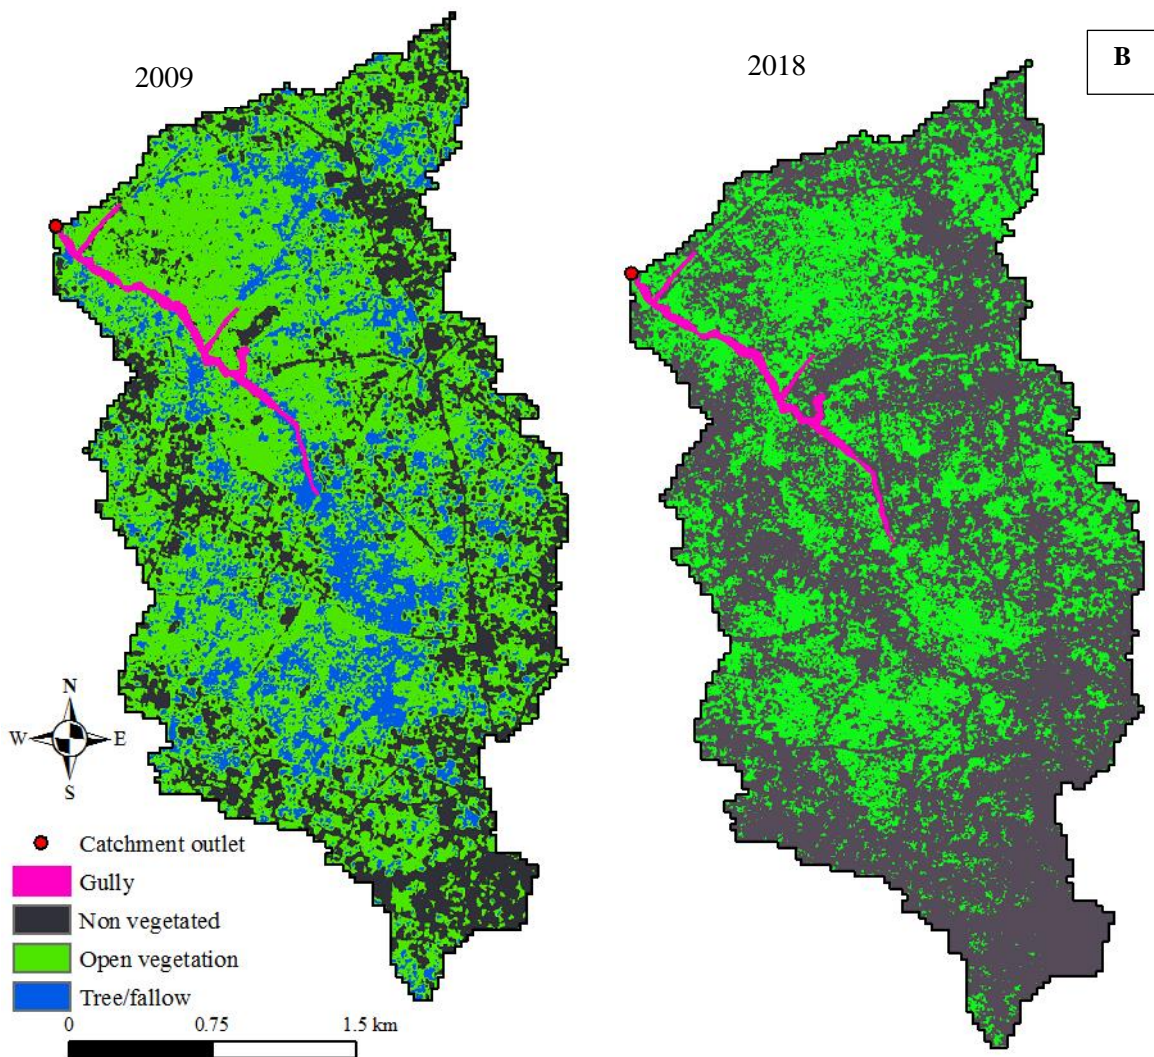 2009
2018
B
N
W
E
S
Catchment outlet
Gully
Non vegetated
Open vegetation
Tree/fallow
0 0.75 1.5 km